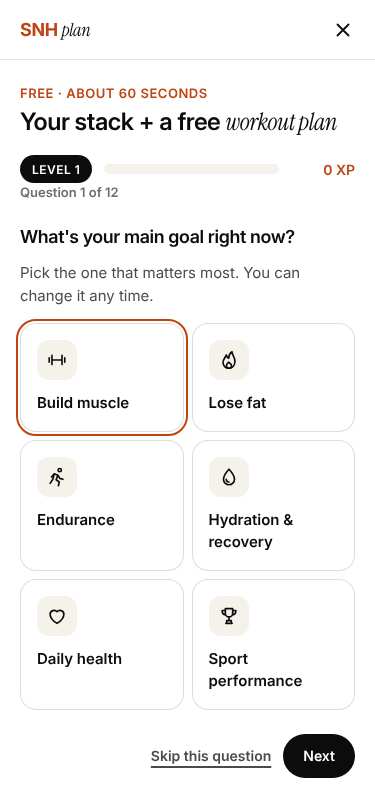 SNH plan
FREE · ABOUT 60 SECONDS
Your stack + a free workout plan
LEVEL 1
0 XP
Question 1 of 12
What's your main goal right now?
Pick the one that matters most. You can
change it any time.
Build muscle
Lose fat
Endurance
Hydration &
recovery
Daily health
Sport
performance
Skip this question
Next